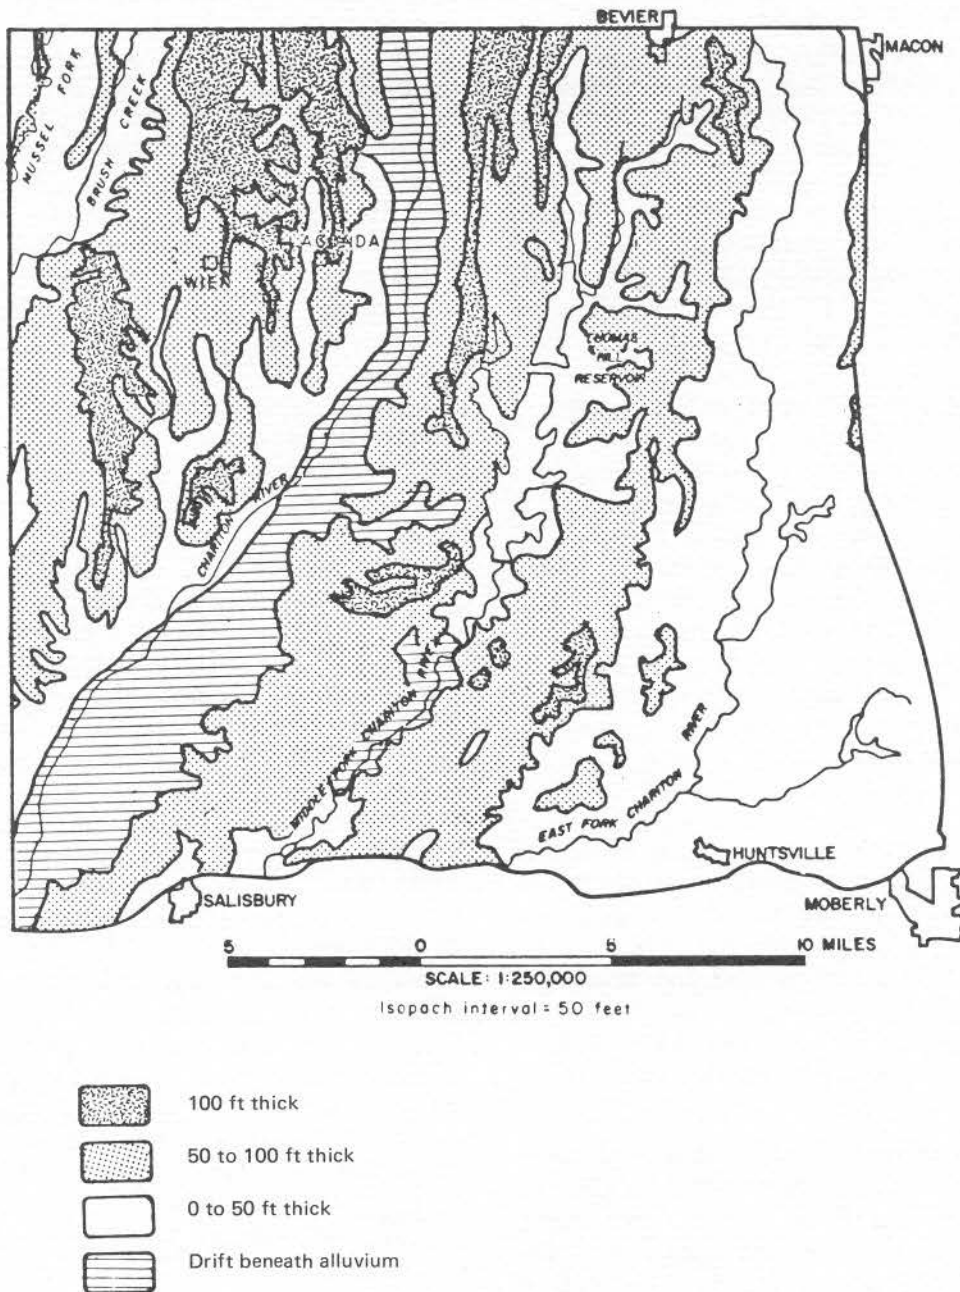 BEVIER
MACON
MUSSEL FORK
BRUSH CREEK
WIEN
THOMAS
HILL
RESERVOIR
CHARITON RIVER
MIDDLE FORK CHARITON RIVER
EAST FORK CHARITON RIVER
HUNTSVILLE
SALISBURY
MOBERLY
5 0 5 10 MILES
SCALE: 1:250,000
Isopach interval = 50 feet
100 ft thick
50 to 100 ft thick
0 to 50 ft thick
Drift beneath alluvium